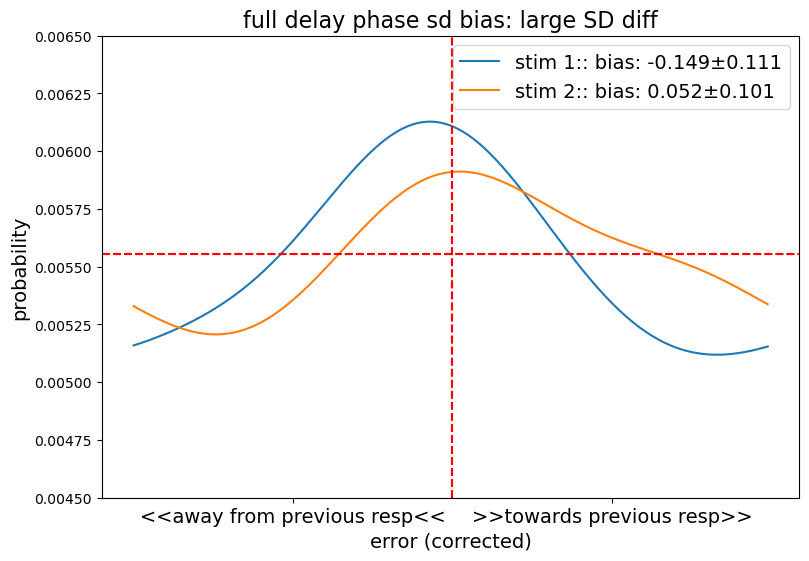 full delay phase sd bias: large SD diff
stim 1:: bias: -0.149±0.111
stim 2:: bias: 0.052±0.101
0.00650
0.00625
0.00600
0.00575
0.00550
0.00525
0.00500
0.00475
0.00450
probability
<<away from previous resp<<
>>towards previous resp>>
error (corrected)